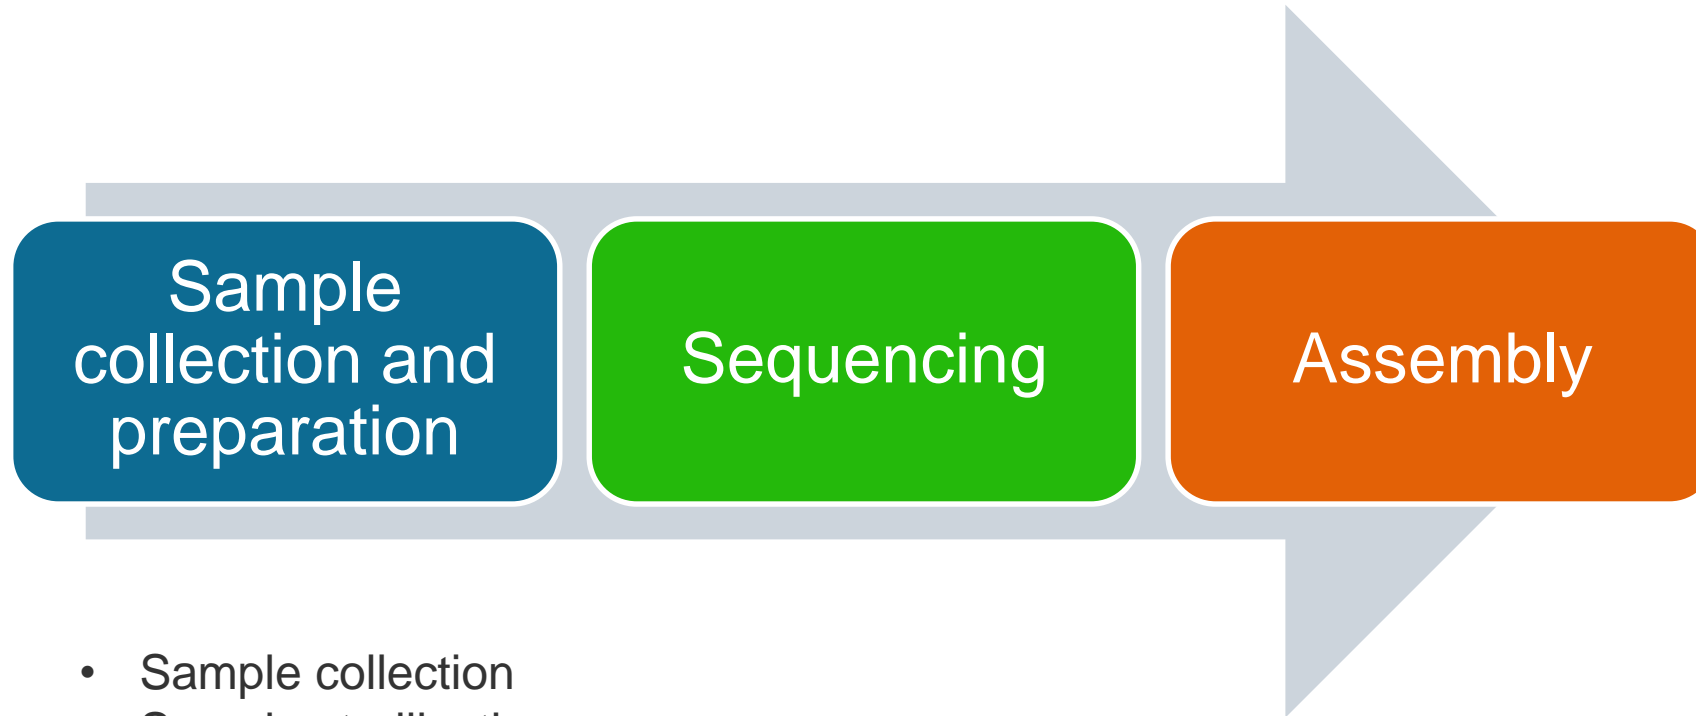 Sample
collection and
preparation
Sequencing
Assembly
• Sample collection